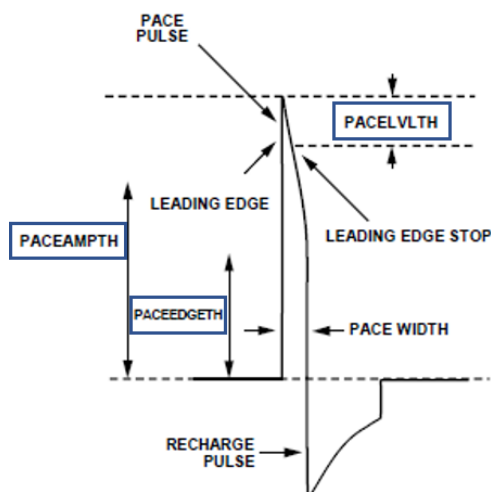 PACE
PULSE
PACELVLTH
LEADING EDGE
LEADING EDGE STOP
PACEAMPTH
PACEEDGETH
PACE WIDTH
RECHARGE
PULSE